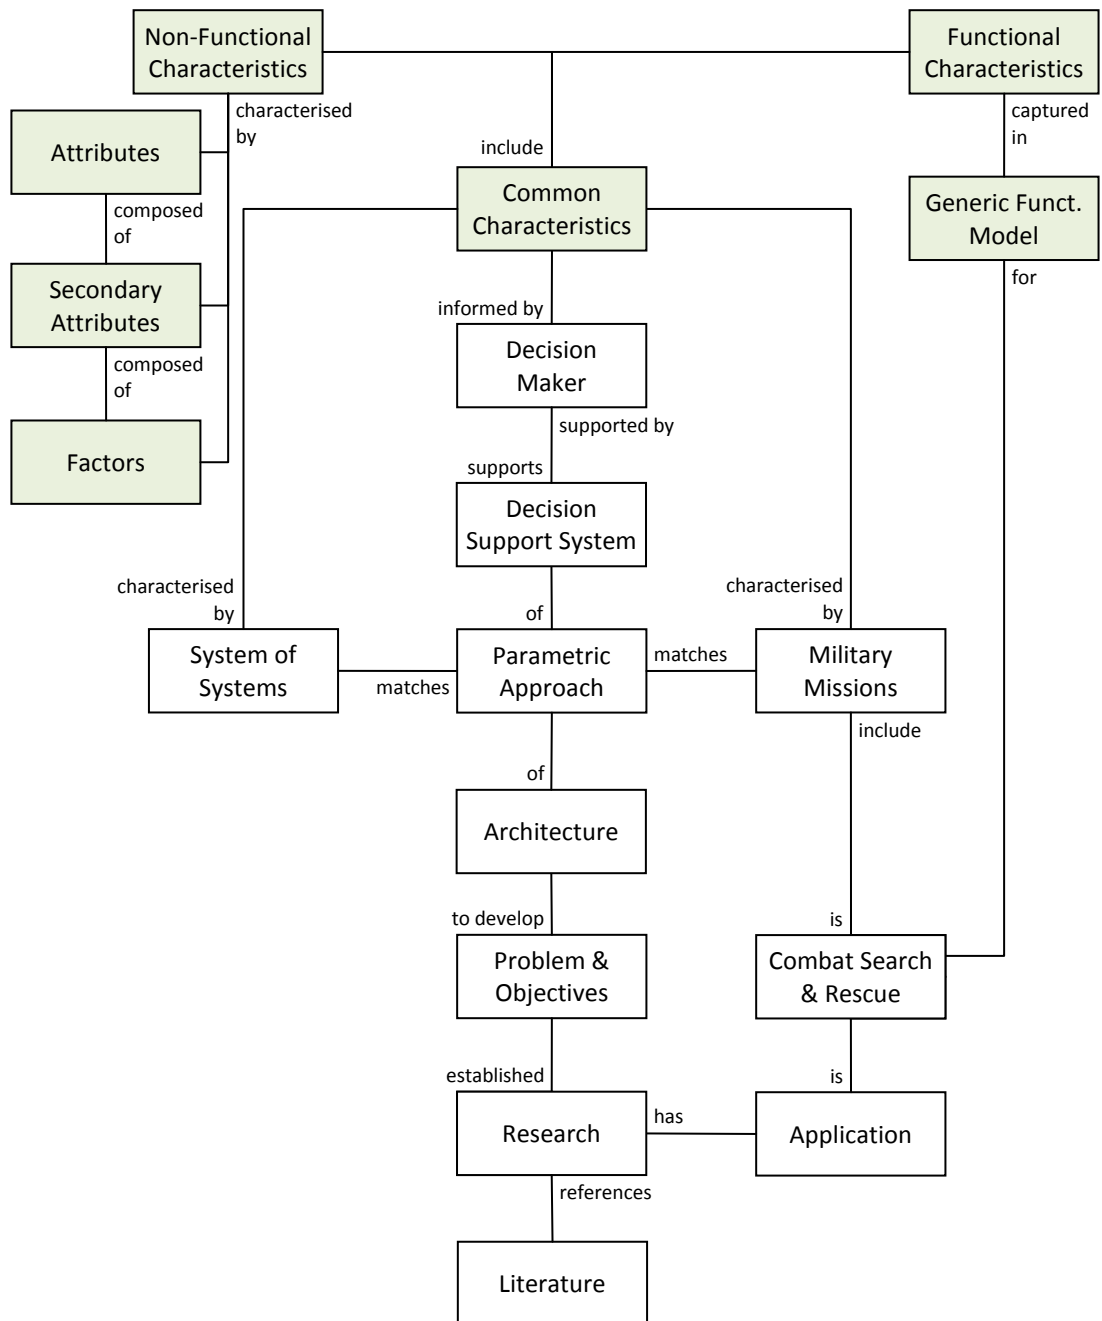 Non-Functional
Characteristics
Functional
Characteristics
characterised
by
captured
in
Attributes
include
Common
Characteristics
Generic Funct.
Model
composed
of
Secondary
Attributes
for
informed by
Decision
Maker
composed
of
supported by
Factors
supports
Decision
Support System
characterised
by
of
characterised
by
System of
Systems
matches
Parametric
Approach
matches
Military
Missions
include
of
Architecture
to develop
is
Problem &
Objectives
Combat Search
& Rescue
established
is
Research
has
Application
references
Literature